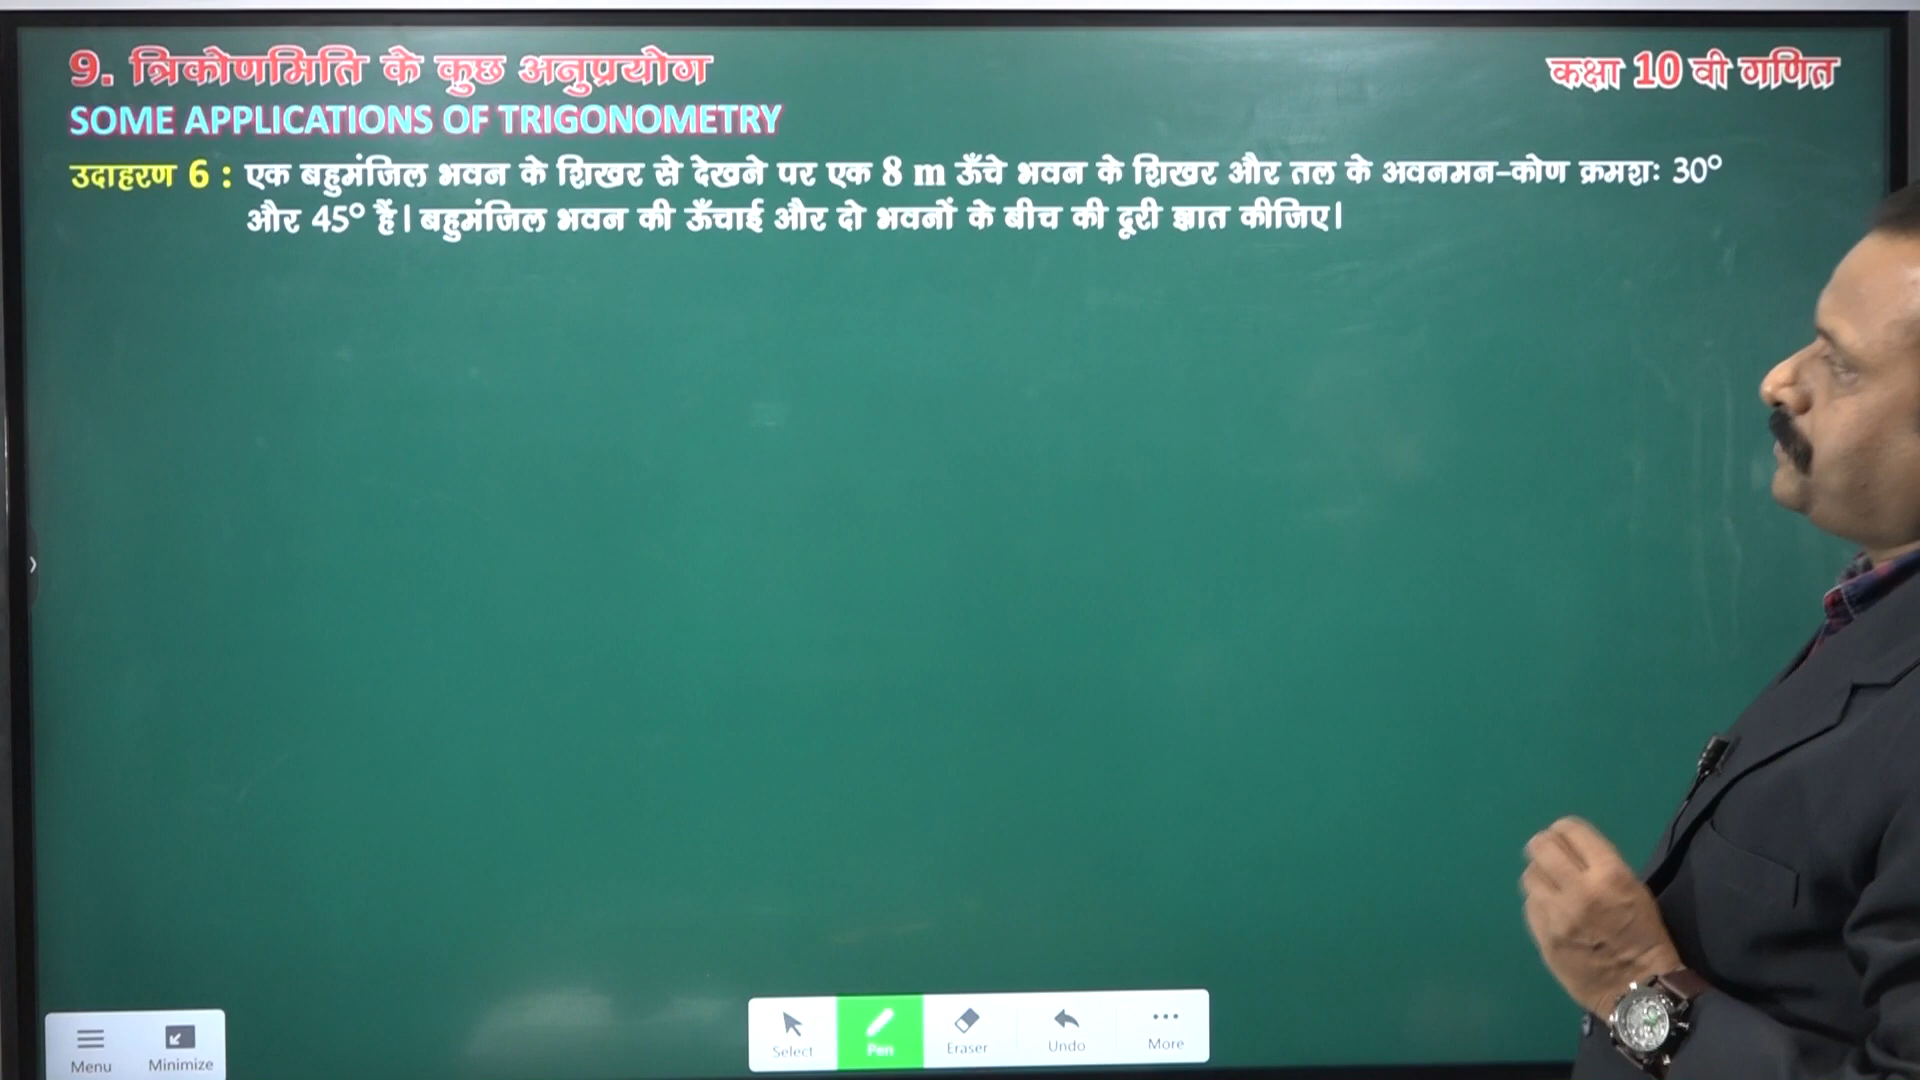 9. त्रिकोणमिति के कुछ अनुप्रयोग
कक्षा 10 वी गणित
SOME APPLICATIONS OF TRIGONOMETRY
उदाहरण 6 : एक बहुमंजिल भवन के शिखर से देखने पर एक 8 m ऊँचे भवन के शिखर और तल के अवनमन-कोण क्रमशः 30°
और 45° हैं। बहुमंजिल भवन की ऊँचाई और दो भवनों के बीच की दूरी ज्ञात कीजिए।
Menu Minimize Select Pen Eraser Undo More